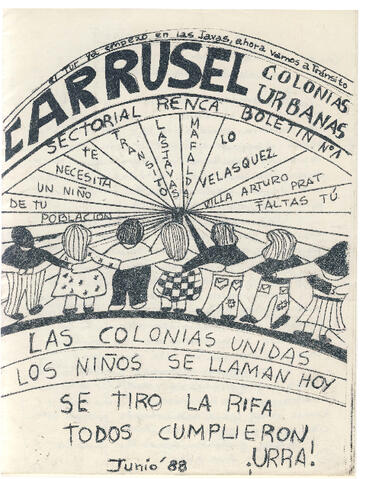 el TUR ya empezo en las Javas, ahora vamos a Tránsito
CARRUSEL
COLONIAS
URBANAS
BOLETIN Nº1
SECTORIAL RENCA
TE
NECESITA
UN NIÑO
DE TU
POBLACION
TRANSITO
LAS JAVAS
MAFALDA
LO
VELASQUEZ
VILLA ARTURO PRAT
FALTAS TÚ
LAS COLONIAS UNIDAS
LOS NIÑOS SE LLAMAN HOY
SE TIRO LA RIFA
TODOS CUMPLIERON
¡URRA!
Junio '88